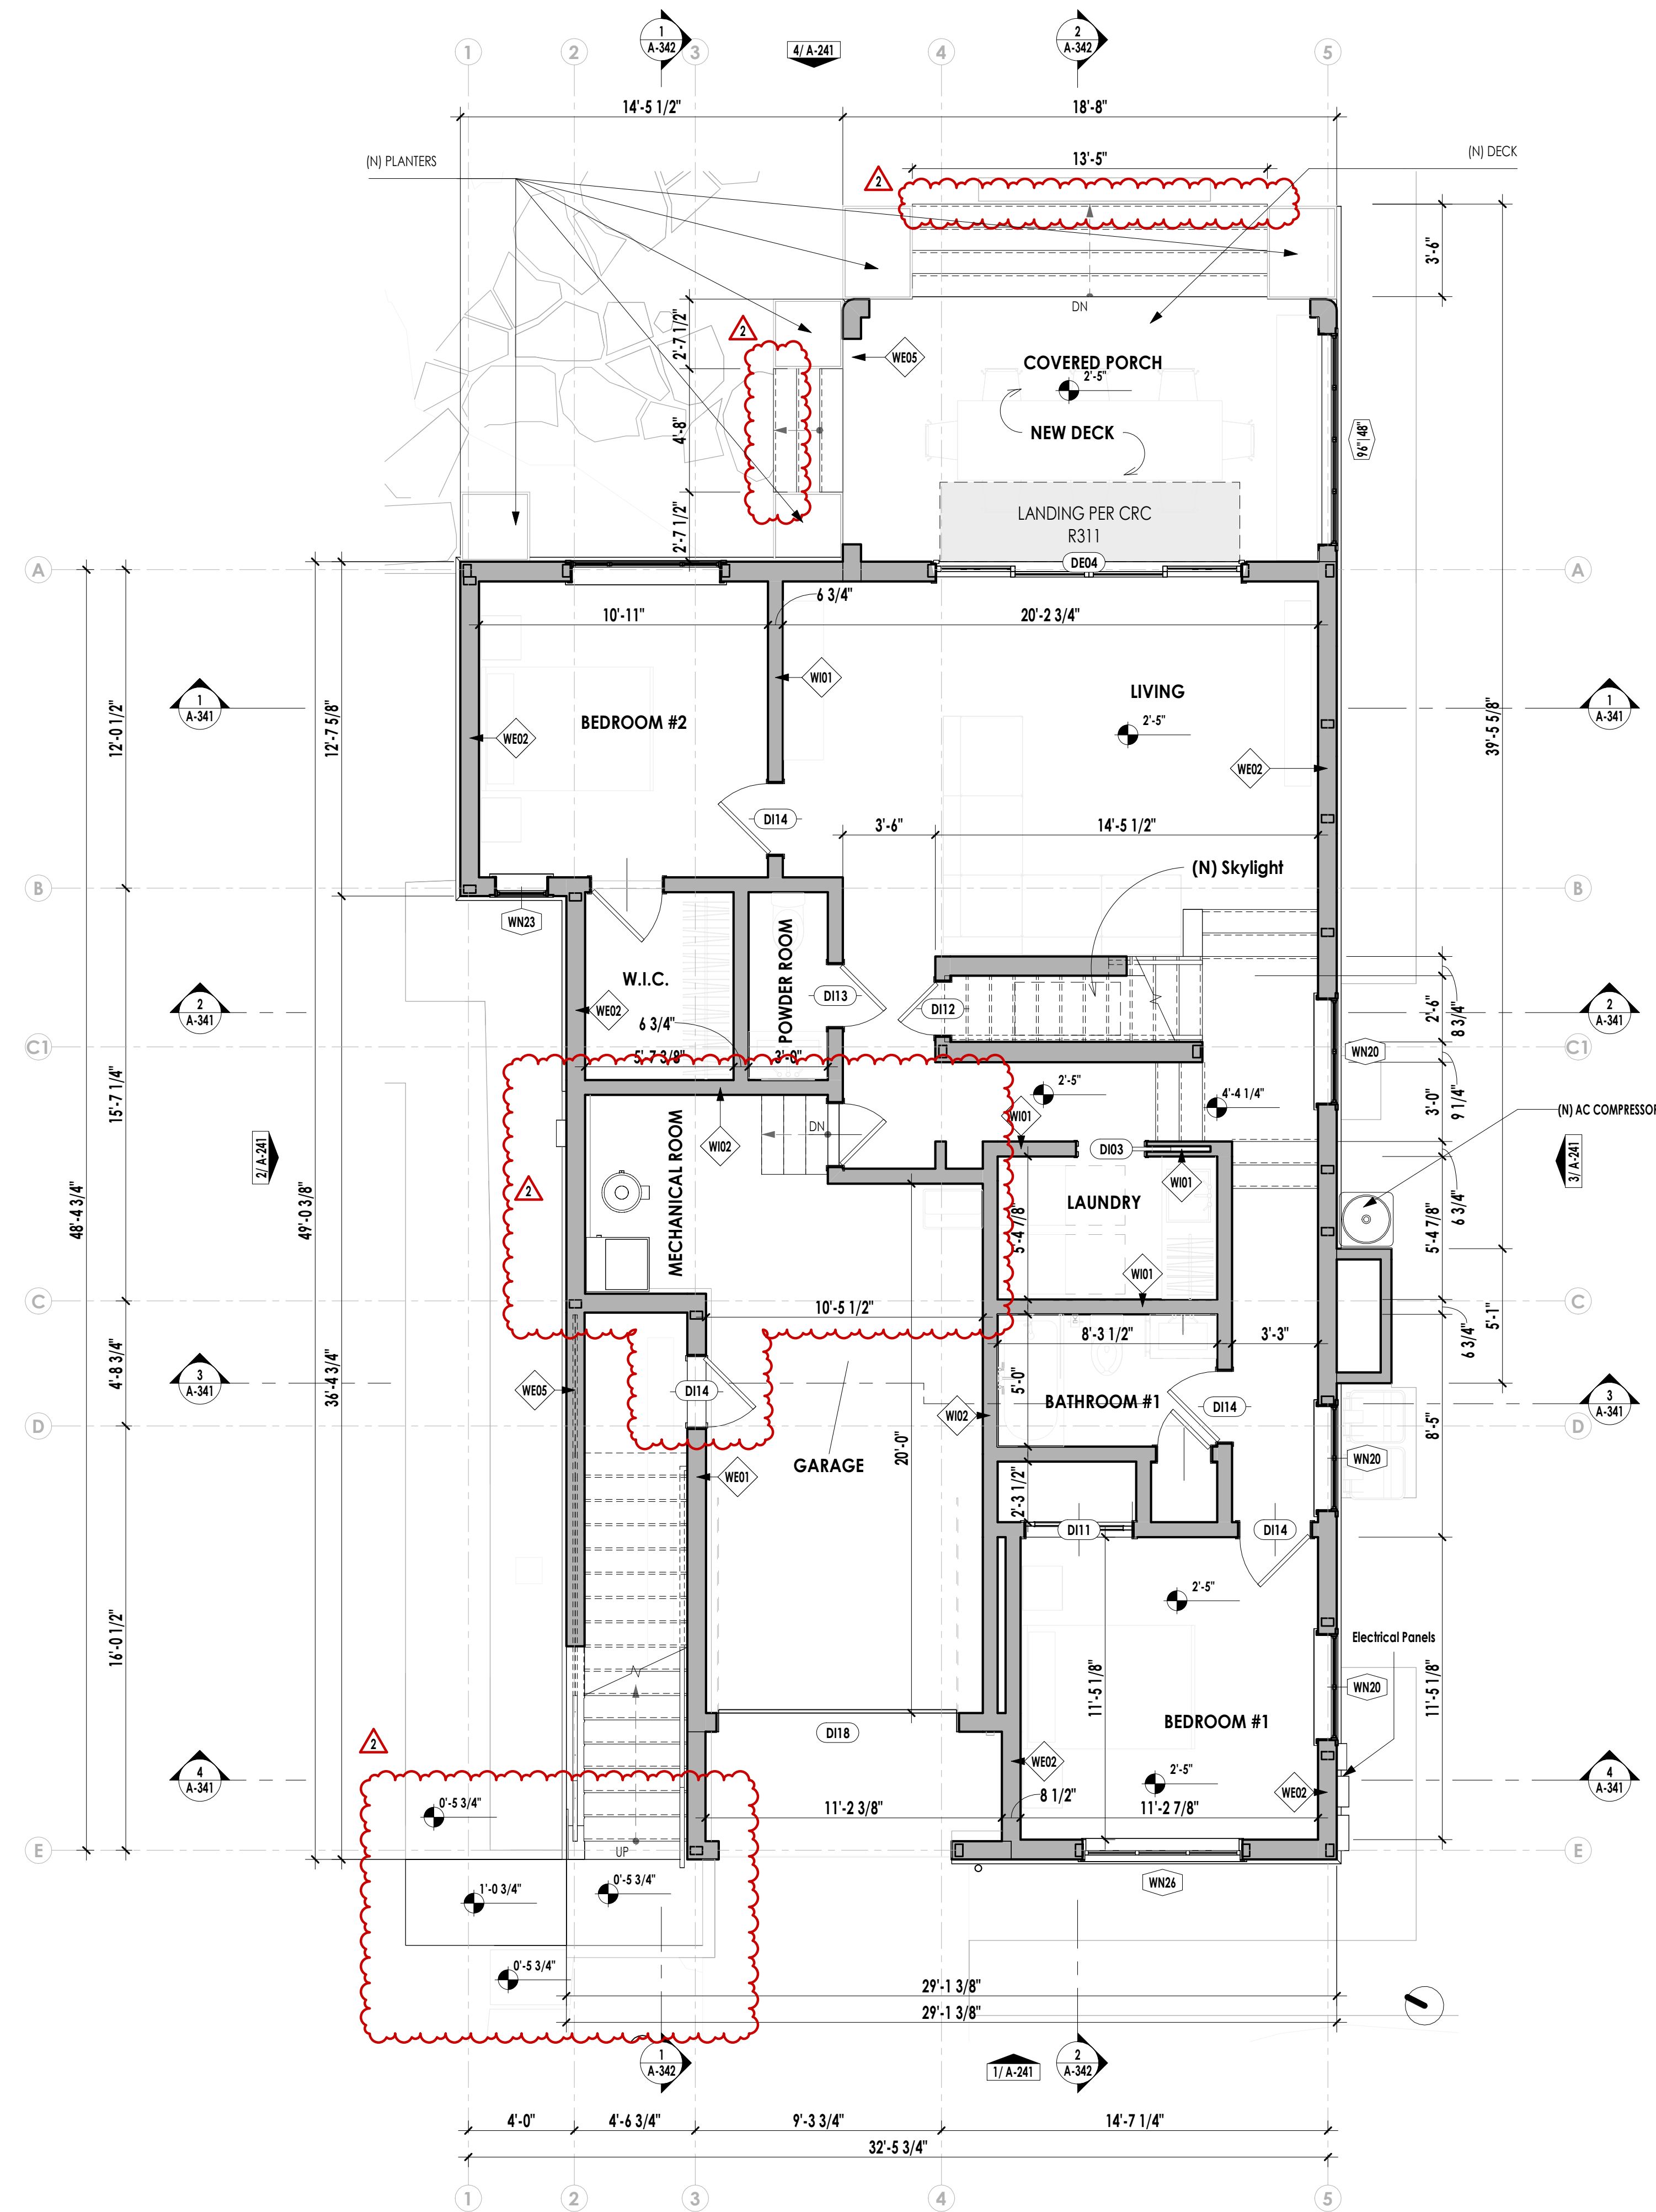 1
A-342
2
A-342
4/ A-241
1
2
3
4
5
14'-5 1/2"
18'-8"
(N) PLANTERS
13'-5"
(N) DECK
2
3'-6"
DN
2'-7 1/2"
2
WE05
COVERED PORCH
2'-5"
4'-8"
NEW DECK
96"|48"
2'-7 1/2"
LANDING PER CRC
R311
DE04
A
A
6 3/4"
10'-11"
20'-2 3/4"
WI01
LIVING
1
A-341
12'-0 1/2"
12'-7 5/8"
BEDROOM #2
2'-5"
1
A-341
39'-5 5/8"
WE02
WE02
DI14
3'-6"
14'-5 1/2"
(N) Skylight
B
B
WN23
W.I.C.
POWDER ROOM
DI13
DI12
2
A-341
WE02
6 3/4"
2'-6"
8 3/4"
2
A-341
C1
5'-7 3/8"
3'-0"
WN20
C1
15'-7 1/4"
2'-5"
4'-4 1/4"
3'-0"
9 1/4"
(N) AC COMPRESSOR
WI01
DN
2/ A-241
MECHANICAL ROOM
WI02
DI03
3/ A-241
2
WI01
LAUNDRY
48'-4 3/4"
49'-0 3/8"
5'-4 7/8"
5'-4 7/8"
6 3/4"
WI01
C
10'-5 1/2"
C
8'-3 1/2"
3'-3"
5'-1"
6 3/4"
4'-8 3/4"
36'-4 3/4"
3
A-341
WE05
DI14
5'-0"
BATHROOM #1
DI14
3
A-341
WI02
D
8'-5"
D
20'-0"
GARAGE
WE01
WN20
2'-3 1/2"
DI11
DI14
2'-5"
16'-0 1/2"
Electrical Panels
11'-5 1/8"
WN20
11'-5 1/8"
BEDROOM #1
DI18
2
WE02
4
A-341
2'-5"
WE02
4
A-341
0'-5 3/4"
11'-2 3/8"
8 1/2"
11'-2 7/8"
E
UP
E
1'-0 3/4"
0'-5 3/4"
WN26
0'-5 3/4"
29'-1 3/8"
29'-1 3/8"
1
A-342
1/ A-241
2
A-342
4'-0"
4'-6 3/4"
9'-3 3/4"
14'-7 1/4"
32'-5 3/4"
1
2
3
4
5